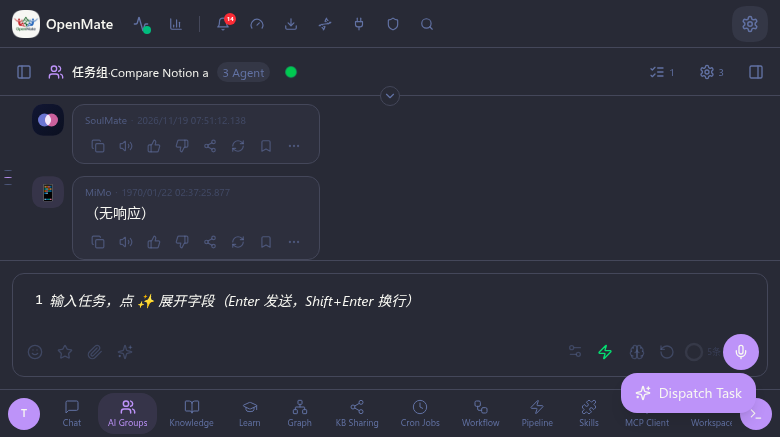 OpenMate
14
任务组·Compare Notion a
3 Agent
1
3
SoulMate · 2026/11/19 07:51:12.138
MiMo · 1970/01/22 02:37:25.877
（无响应）
1 输入任务，点 ✨ 展开字段（Enter 发送，Shift+Enter 换行）
Dispatch Task
T
Chat
AI Groups
Knowledge
Learn
Graph
KB Sharing
Cron Jobs
Workflow
Pipeline
Skills
MCP Client
Workspace